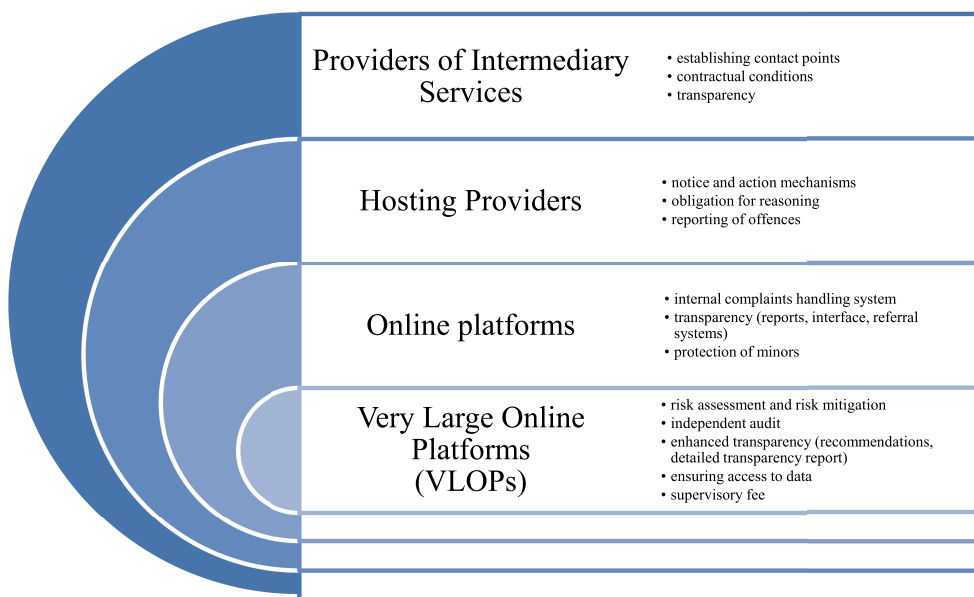 Providers of Intermediary
Services
• establishing contact points
• contractual conditions
• transparency
Hosting Providers
• notice and action mechanisms
• obligation for reasoning
• reporting of offences
Online platforms
• internal complaints handling system
• transparency (reports, interface, referral
systems)
• protection of minors
Very Large Online
Platforms
(VLOPs)
• risk assessment and risk mitigation
• independent audit
• enhanced transparency (recommendations,
detailed transparency report)
• ensuring access to data
• supervisory fee